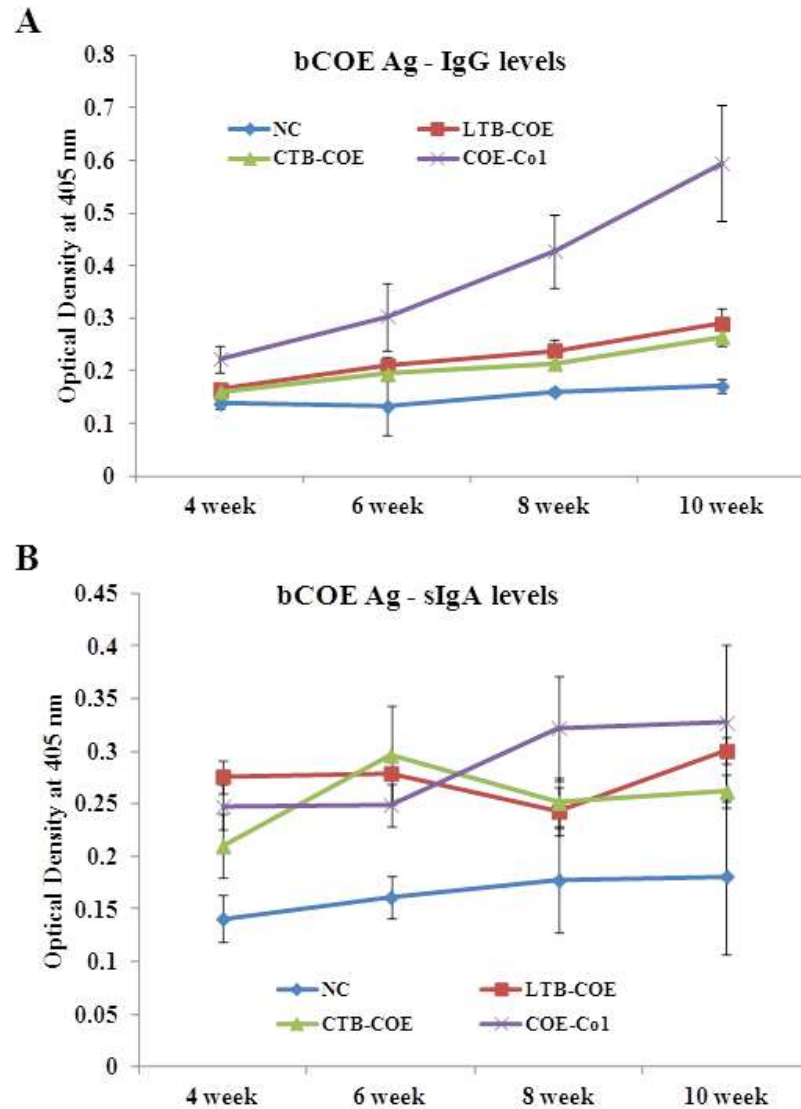 A
bCOE Ag - IgG levels
0.8
0.7
0.6
0.5
0.4
0.3
0.2
0.1
0
Optical Density at 405 nm
NC LTB-COE
CTB-COE COE-Co1
4 week 6 week 8 week 10 week
B
bCOE Ag - sIgA levels
0.45
0.4
0.35
0.3
0.25
0.2
0.15
0.1
0.05
0
Optical Density at 405 nm
NC LTB-COE
CTB-COE COE-Co1
4 week 6 week 8 week 10 week